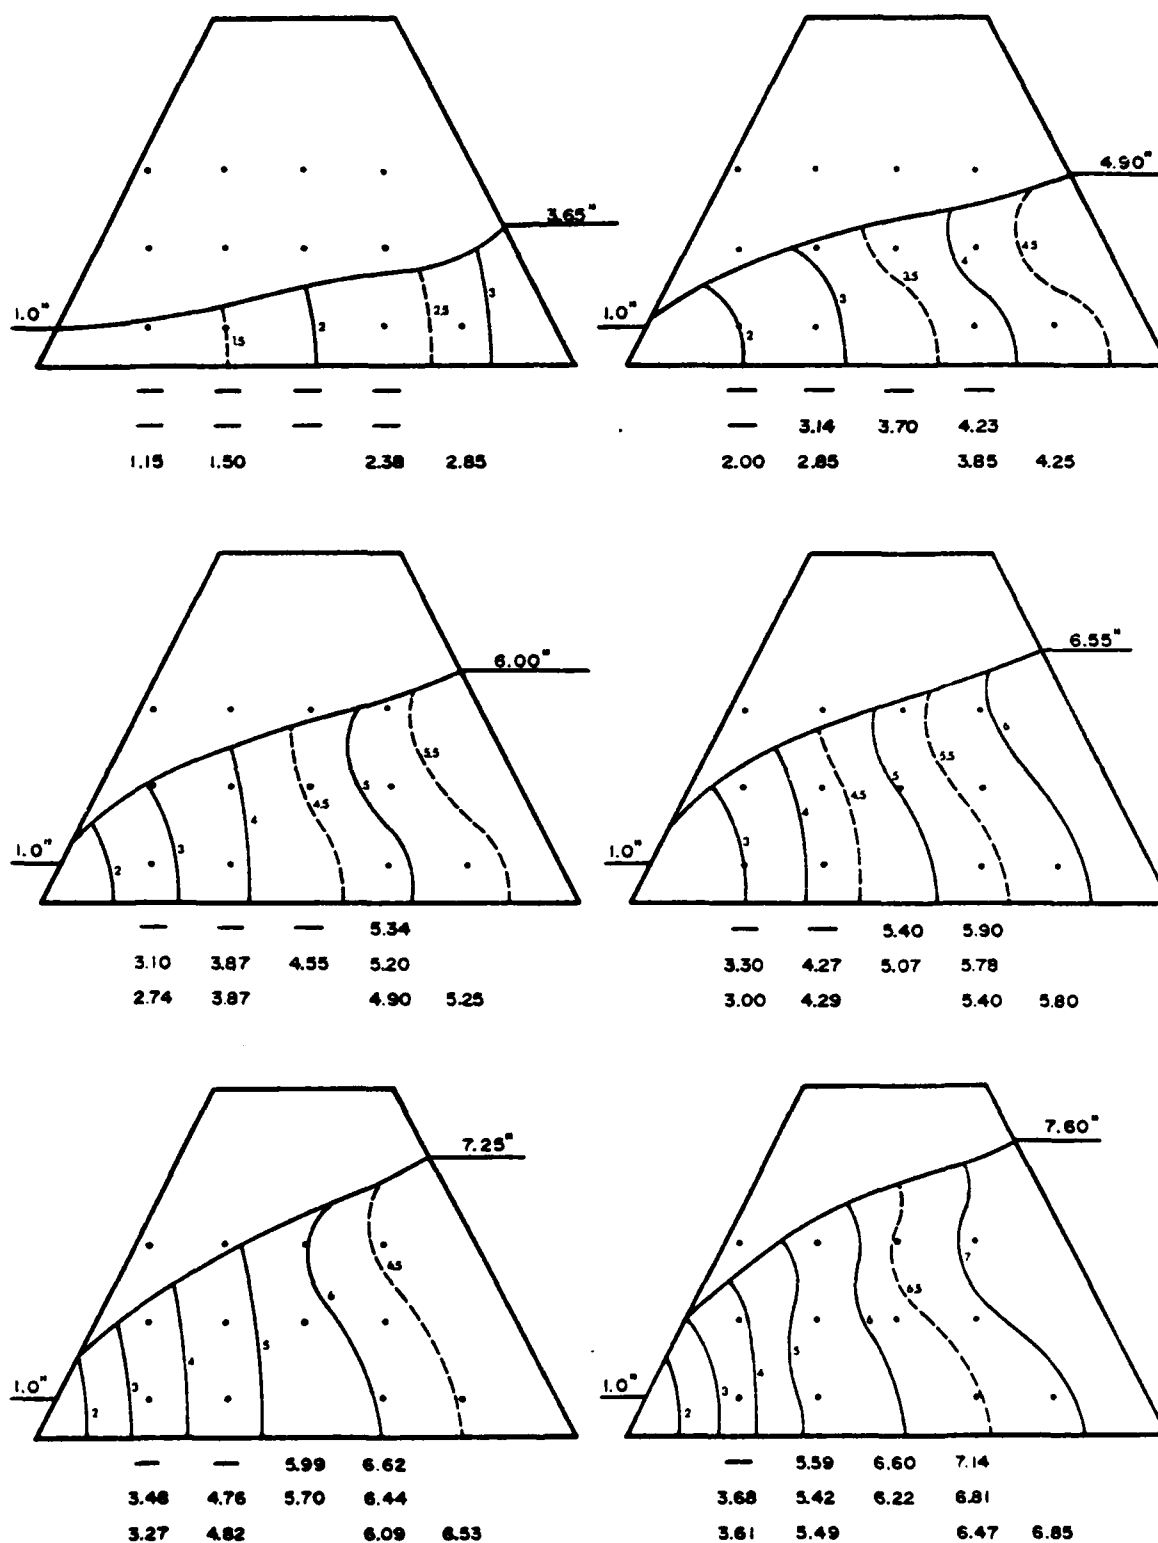 3.65"
1.0"
1.5
2
2.5
3
— — — —
— — — —
1.15 1.50 2.38 2.85
4.90"
1.0"
2
3
3.5
4
4.5
— — — —
— 3.14 3.70 4.23
2.00 2.85 3.85 4.25
6.00"
1.0"
2
3
4
4.5
5
5.5
— — — 5.34
3.10 3.87 4.55 5.20
2.74 3.87 4.90 5.25
6.55"
1.0"
3
4
4.5
5
5.5
6
— — 5.40 5.90
3.30 4.27 5.07 5.78
3.00 4.29 5.40 5.80
7.25"
1.0"
2
3
4
5
6
6.5
— — 5.99 6.62
3.48 4.76 5.70 6.44
3.27 4.82 6.09 6.53
7.60"
1.0"
2
3
4
5
6
6.5
7
— 5.59 6.60 7.14
3.68 5.42 6.22 6.81
3.61 5.49 6.47 6.85